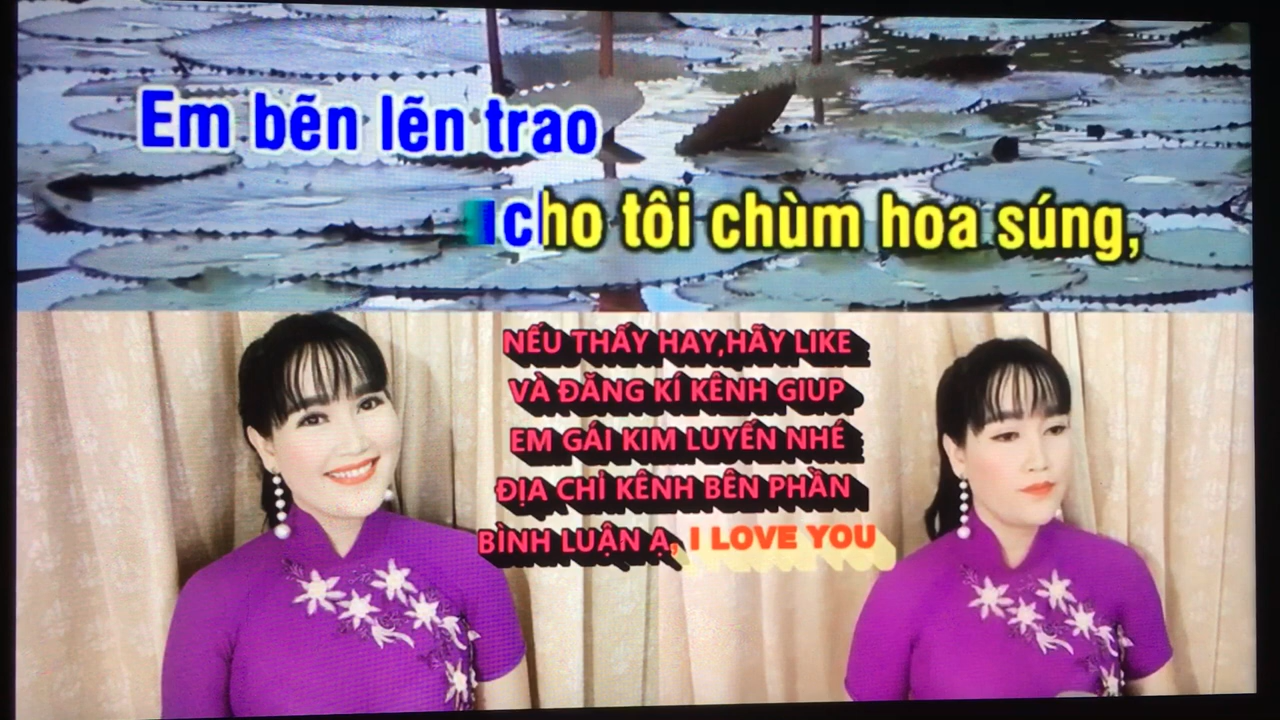 Em bẽn lẽn trao
cho tôi chùm hoa súng,
NẾU THẤY HAY,HÃY LIKE
VÀ ĐĂNG KÍ KÊNH GIUP
EM GÁI KIM LUYẾN NHÉ
ĐỊA CHỈ KÊNH BÊN PHẦN
BÌNH LUẬN Ạ, I LOVE YOU